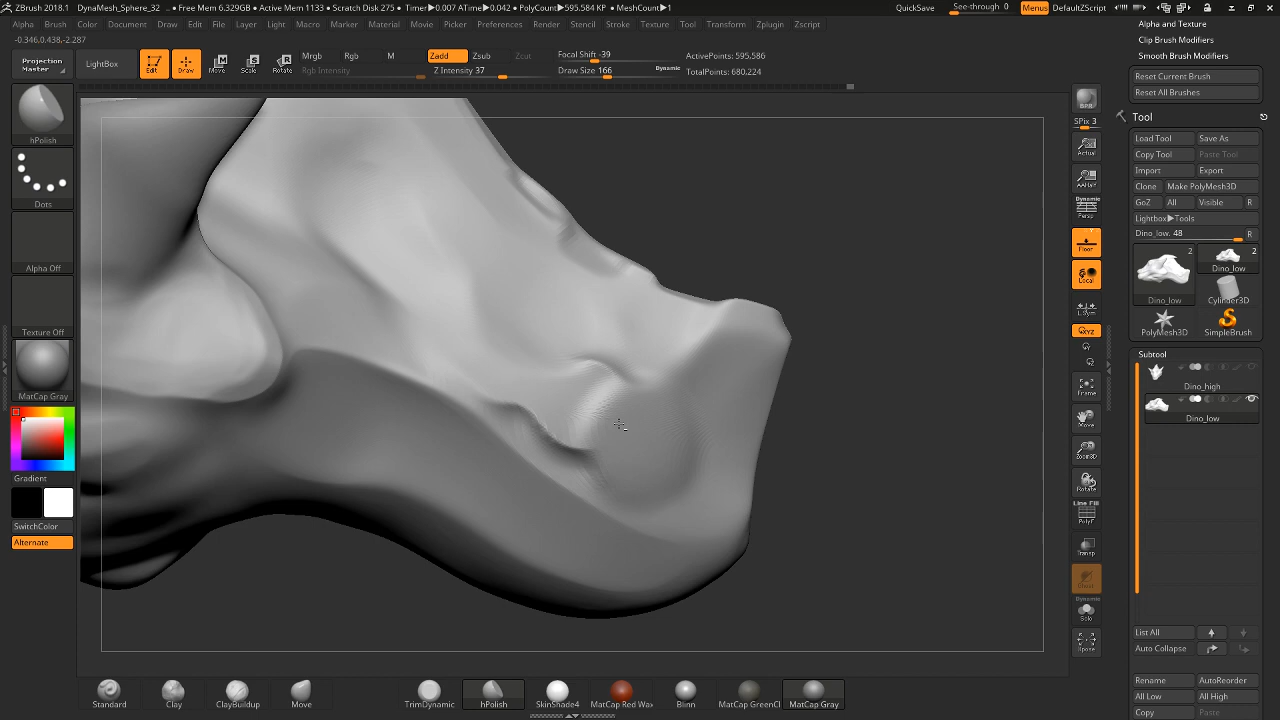 ZBrush 2018.1 DynaMesh_Sphere_32 .. • Free Mem 6.329GB • Active Mem 1133 • Scratch Disk 275 • Timer▶0.007 ATime▶0.042 • PolyCount▶595.584 KP • MeshCount▶1 QuickSave See-through 0 Menus DefaultZScript
Alpha Brush Color Document Draw Edit File Layer Light Macro Marker Material Movie Picker Preferences Render Stencil Stroke Texture Tool Transform Zplugin Zscript
-0.346,0.438,-2.287
Projection Master
LightBox
Edit
Draw
Move
Scale
Rotate
Mrgb Rgb M
Rgb Intensity
Zadd Zsub Zcut
Z Intensity 37
Focal Shift -39
Draw Size 166
Dynamic
ActivePoints: 595,586
TotalPoints: 680,224
hPolish
Dots
Alpha Off
Texture Off
MatCap Gray
Gradient
SwitchColor
Alternate
BPR
SPix 3
Actual
AAHalf
Dynamic
Persp
Floor
Local
L.Sym
XYZ
Frame
Move
Zoom3D
Rotate
Line Fill
PolyF
Transp
Ghost
Dynamic
Solo
Xpose
Alpha and Texture
Clip Brush Modifiers
Smooth Brush Modifiers
Reset Current Brush
Reset All Brushes
Tool
Load Tool Save As
Copy Tool Paste Tool
Import Export
Clone Make PolyMesh3D
GoZ All Visible R
Lightbox▶Tools
Dino_low. 48 R
2
Dino_low
2
Dino_low
Cylinder3D
PolyMesh3D
SimpleBrush
Subtool
Dino_high
Dino_low
List All
Auto Collapse
Rename AutoReorder
All Low All High
Copy Paste
Standard Clay ClayBuildup Move TrimDynamic hPolish SkinShade4 MatCap Red Wax Blinn MatCap GreenCl MatCap Gray